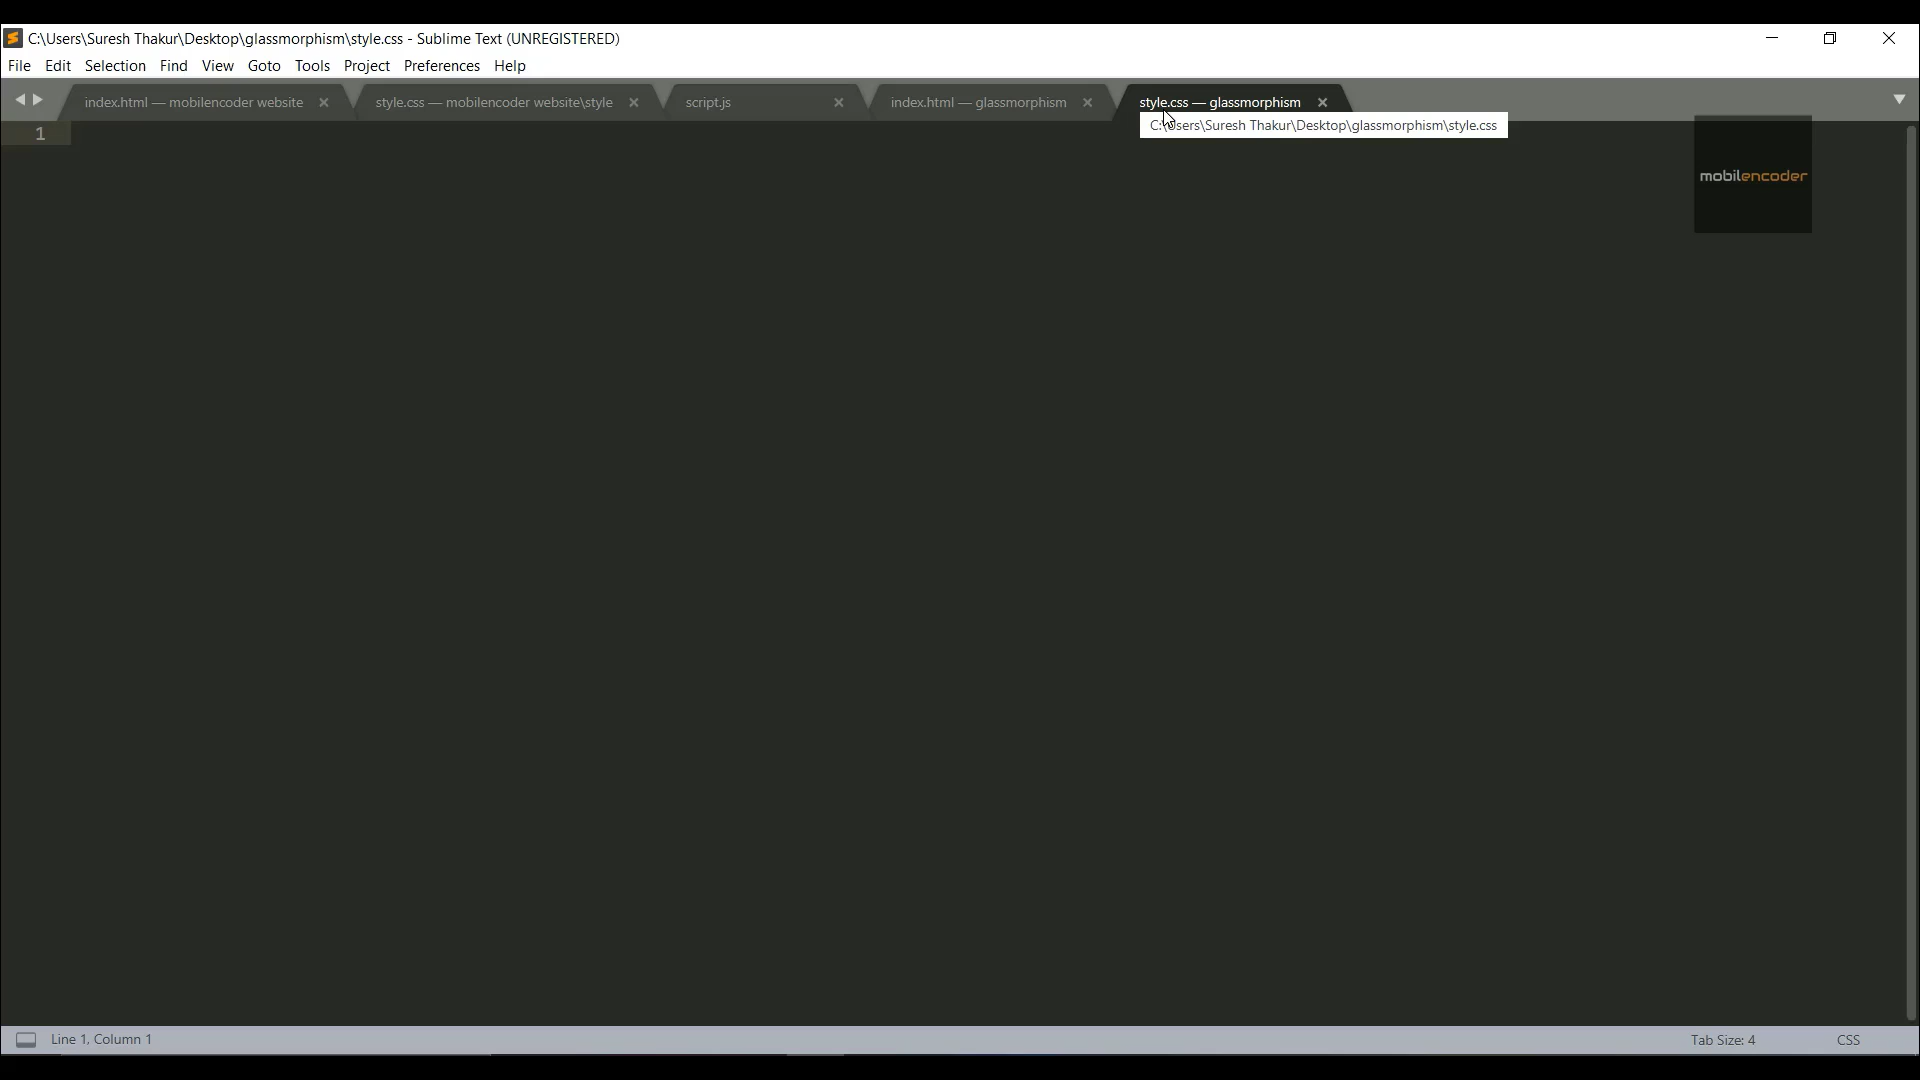 C:\Users\Suresh Thakur\Desktop\glassmorphism\style.css - Sublime Text (UNREGISTERED)
File Edit Selection Find View Goto Tools Project Preferences Help
index.html — mobilencoder website style.css — mobilencoder website\style script.js index.html — glassmorphism style.css — glassmorphism
C:\Users\Suresh Thakur\Desktop\glassmorphism\style.css
1
mobilencoder
Line 1, Column 1 Tab Size: 4 CSS